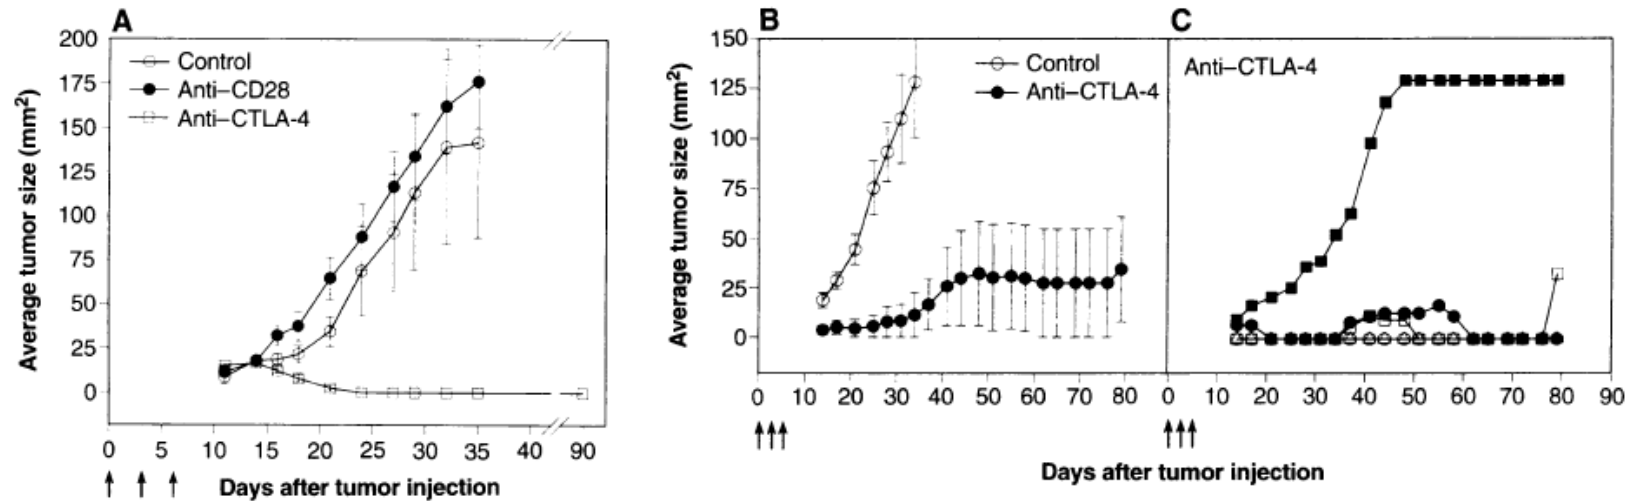 A
Control
Anti–CD28
Anti–CTLA-4
Average tumor size (mm²)
200
175
150
125
100
75
50
25
0
0 5 10 15 20 25 30 35 40 90
Days after tumor injection
B
Control
Anti–CTLA-4
Average tumor size (mm²)
150
125
100
75
50
25
0
0 10 20 30 40 50 60 70 80
C
Anti–CTLA-4
0 10 20 30 40 50 60 70 80 90
Days after tumor injection